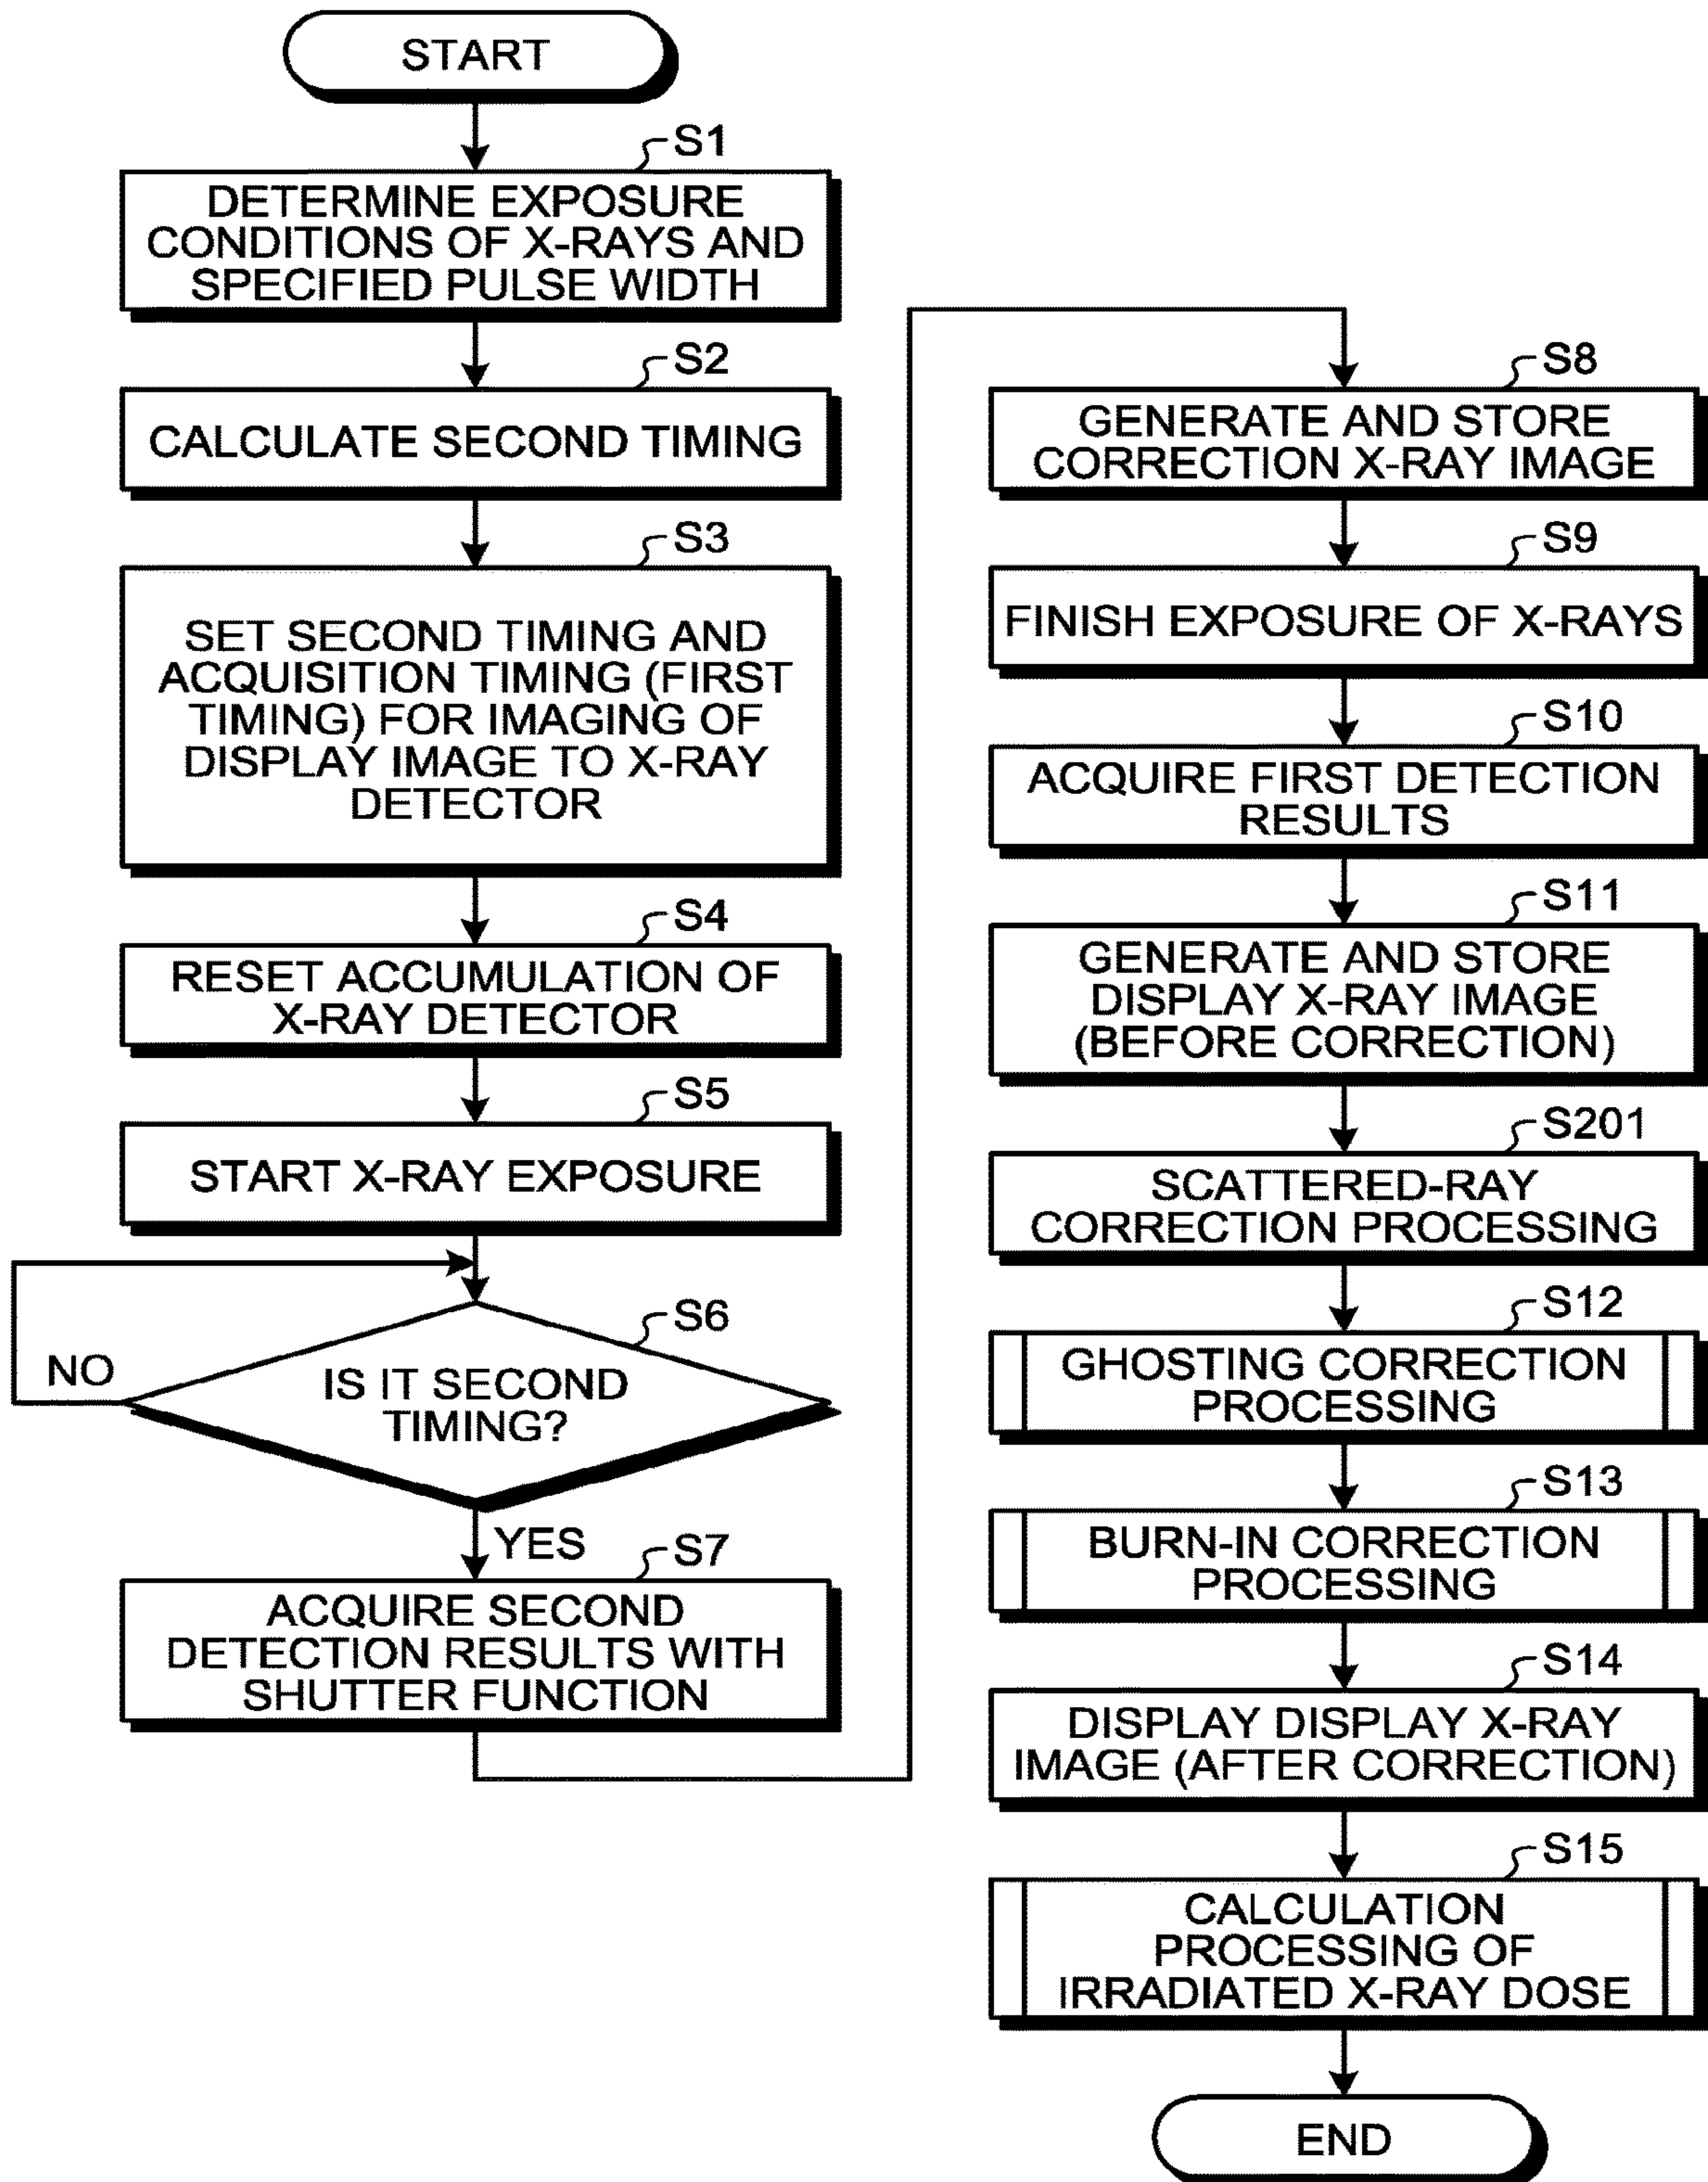 START
S1
DETERMINE EXPOSURE
CONDITIONS OF X-RAYS AND
SPECIFIED PULSE WIDTH
S2
CALCULATE SECOND TIMING
S3
SET SECOND TIMING AND
ACQUISITION TIMING (FIRST
TIMING) FOR IMAGING OF
DISPLAY IMAGE TO X-RAY
DETECTOR
S4
RESET ACCUMULATION OF
X-RAY DETECTOR
S5
START X-RAY EXPOSURE
S6
NO
IS IT SECOND
TIMING?
YES
S7
ACQUIRE SECOND
DETECTION RESULTS WITH
SHUTTER FUNCTION
S8
GENERATE AND STORE
CORRECTION X-RAY IMAGE
S9
FINISH EXPOSURE OF X-RAYS
S10
ACQUIRE FIRST DETECTION
RESULTS
S11
GENERATE AND STORE
DISPLAY X-RAY IMAGE
(BEFORE CORRECTION)
S201
SCATTERED-RAY
CORRECTION PROCESSING
S12
GHOSTING CORRECTION
PROCESSING
S13
BURN-IN CORRECTION
PROCESSING
S14
DISPLAY DISPLAY X-RAY
IMAGE (AFTER CORRECTION)
S15
CALCULATION
PROCESSING OF
IRRADIATED X-RAY DOSE
END